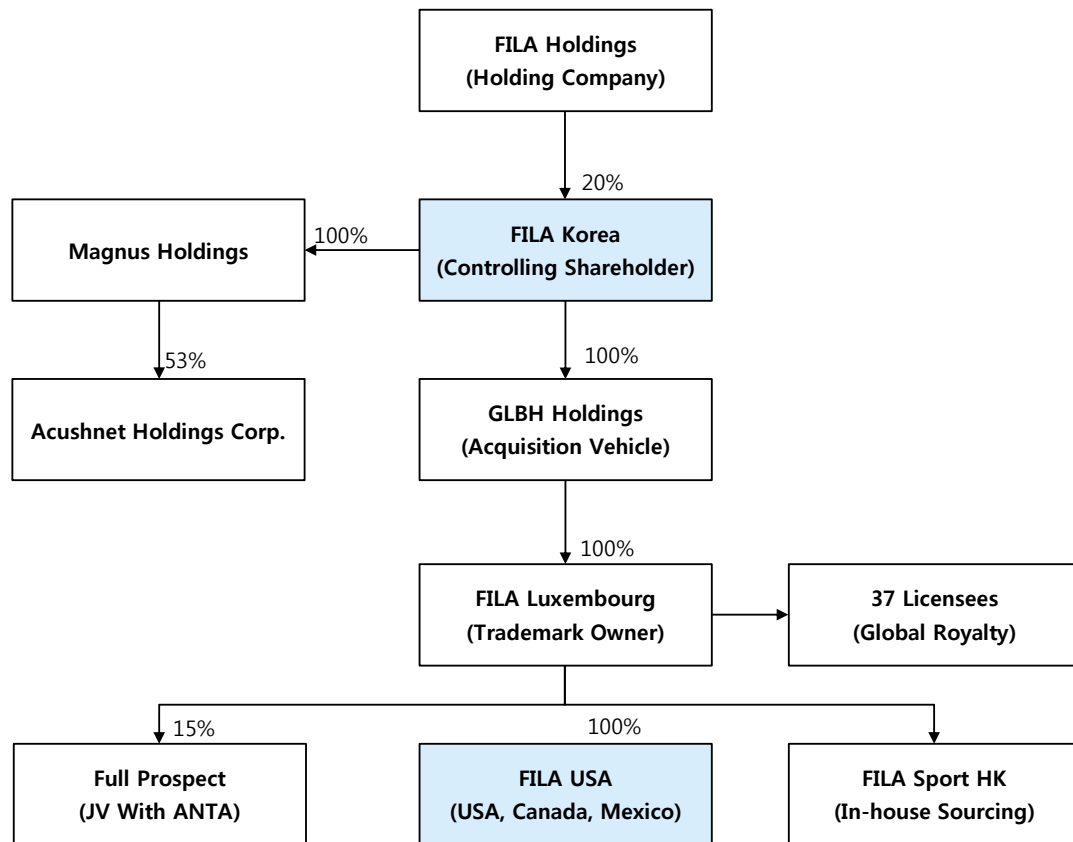 FILA Holdings
(Holding Company)
20%
Magnus Holdings
100%
FILA Korea
(Controlling Shareholder)
53%
100%
Acushnet Holdings Corp.
GLBH Holdings
(Acquisition Vehicle)
100%
FILA Luxembourg
(Trademark Owner)
37 Licensees
(Global Royalty)
15%
100%
Full Prospect
(JV With ANTA)
FILA USA
(USA, Canada, Mexico)
FILA Sport HK
(In-house Sourcing)